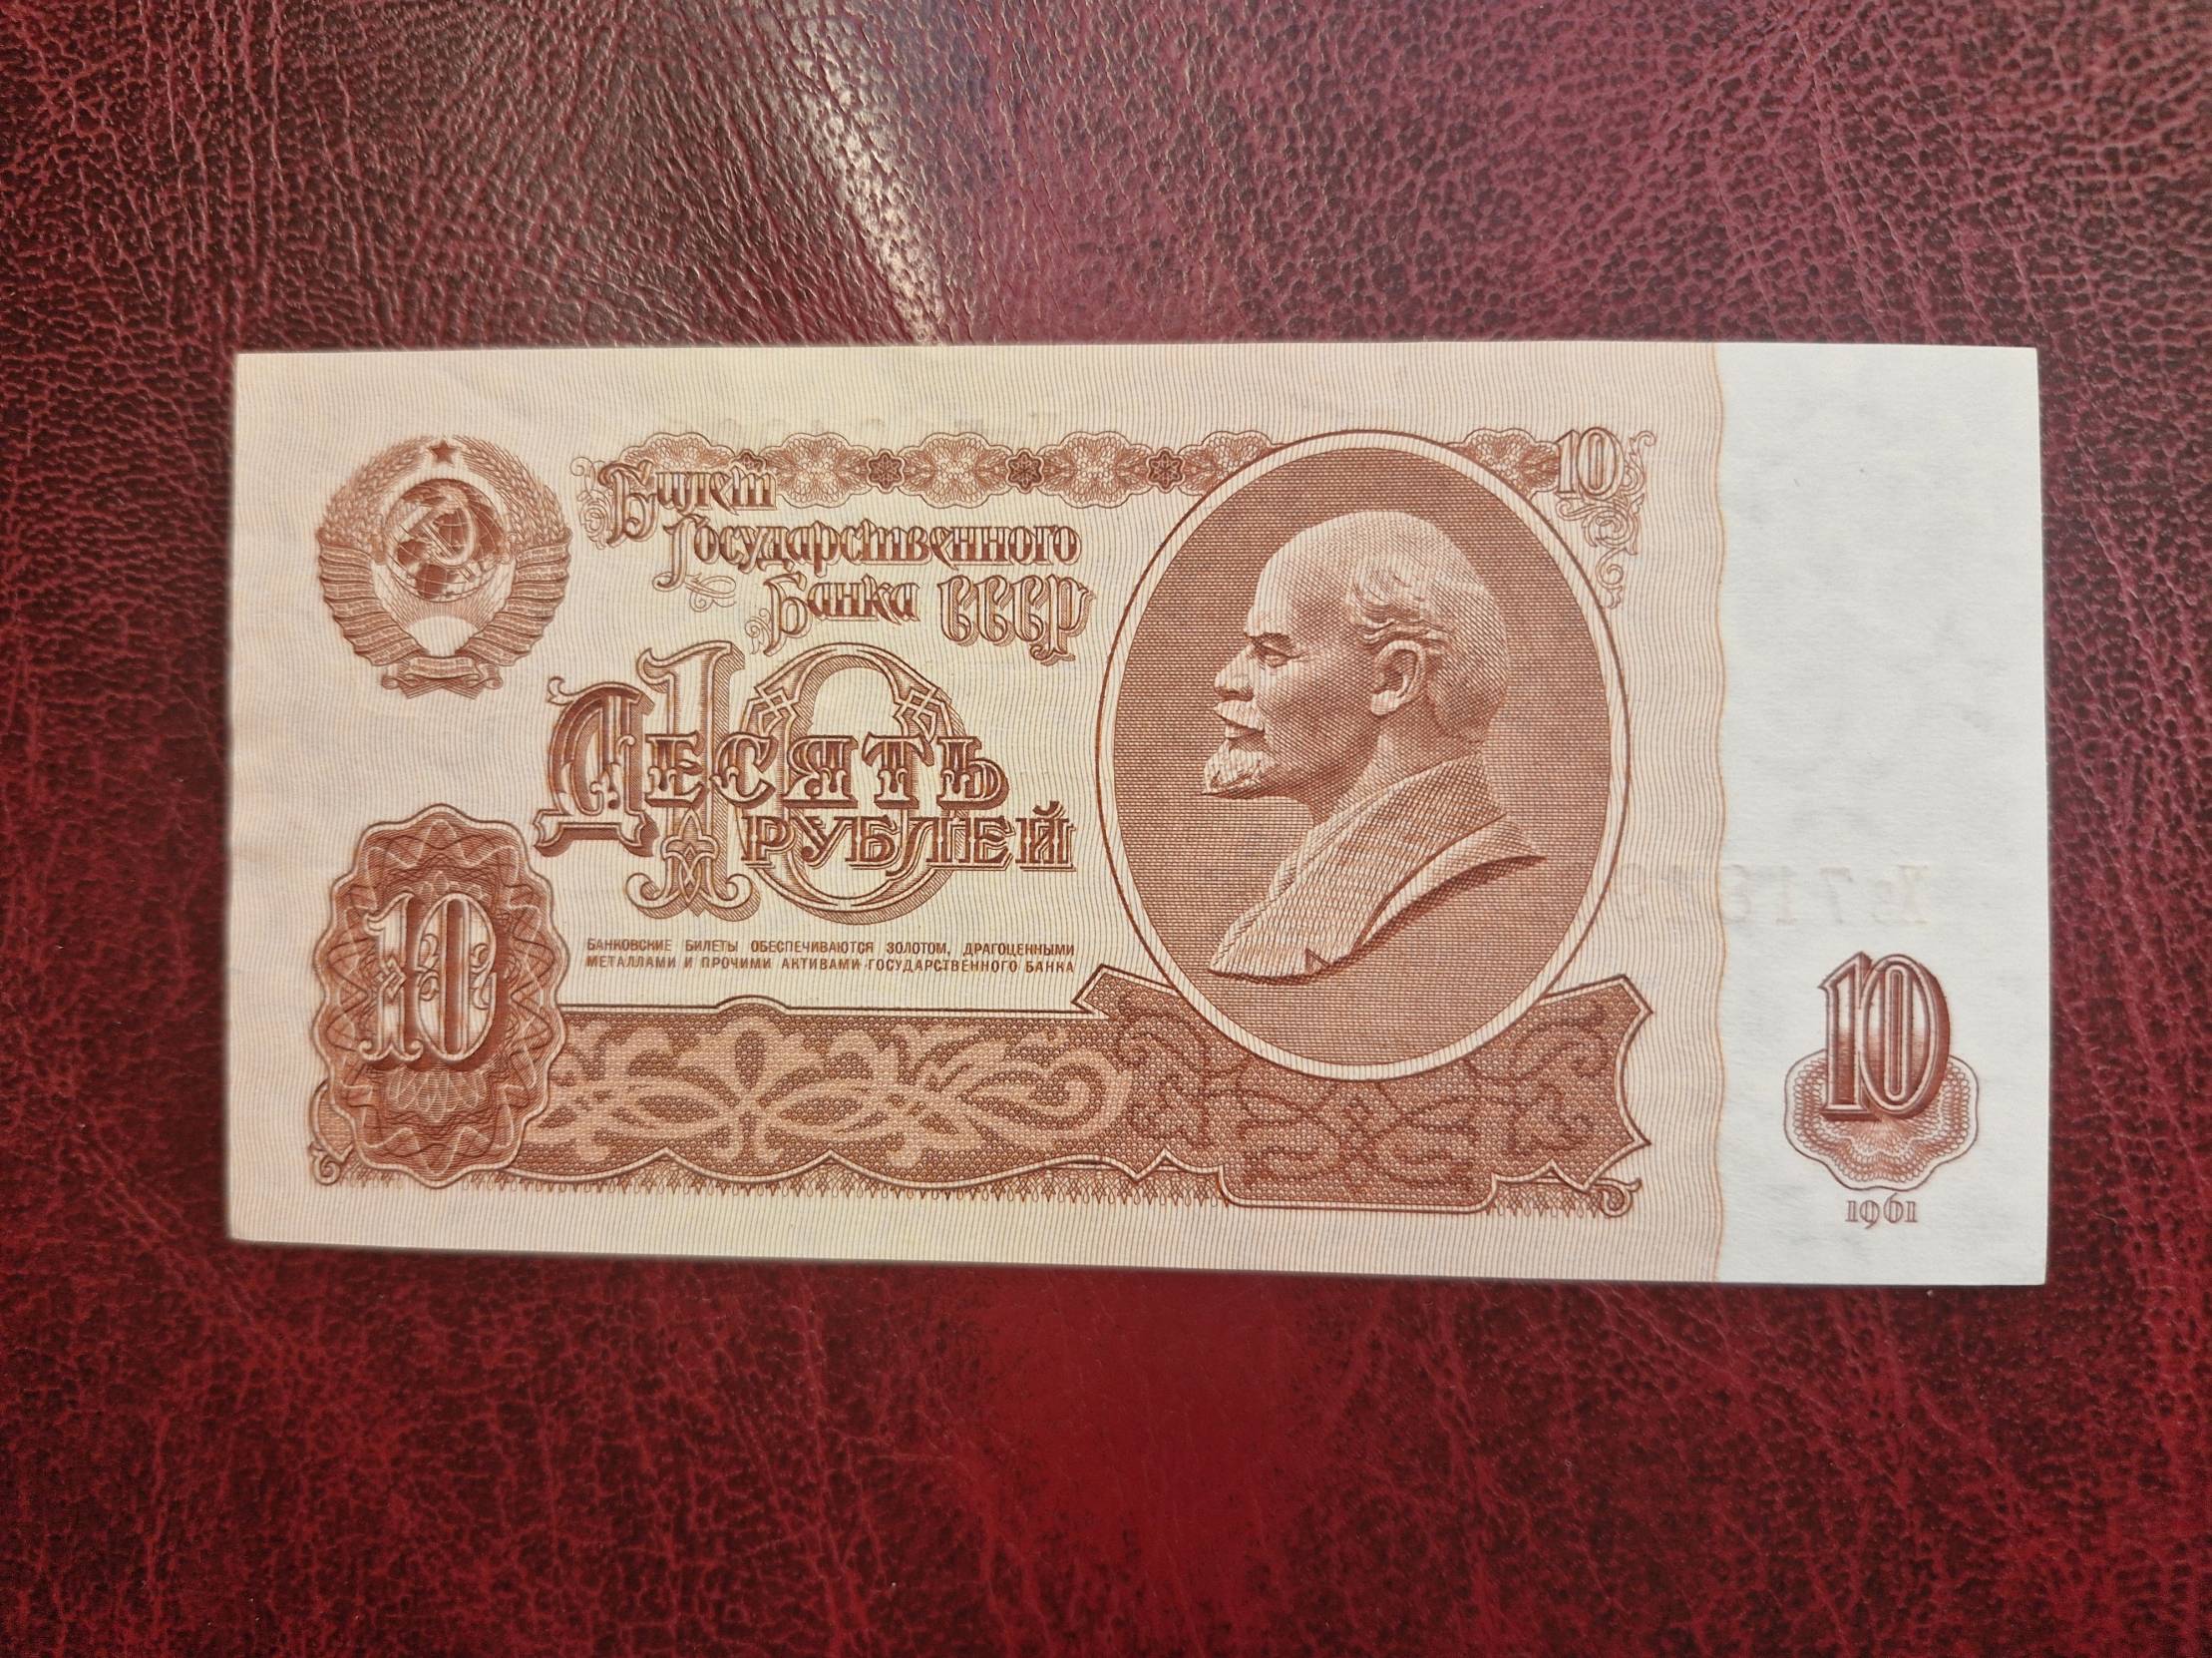 Билет
Государственного
Банка СССР
10
10
Десять
рублей
БАНКОВСКИЕ БИЛЕТЫ ОБЕСПЕЧИВАЮТСЯ ЗОЛОТОМ, ДРАГОЦЕННЫМИ
МЕТАЛЛАМИ И ПРОЧИМИ АКТИВАМИ ГОСУДАРСТВЕННОГО БАНКА
10
10
1961